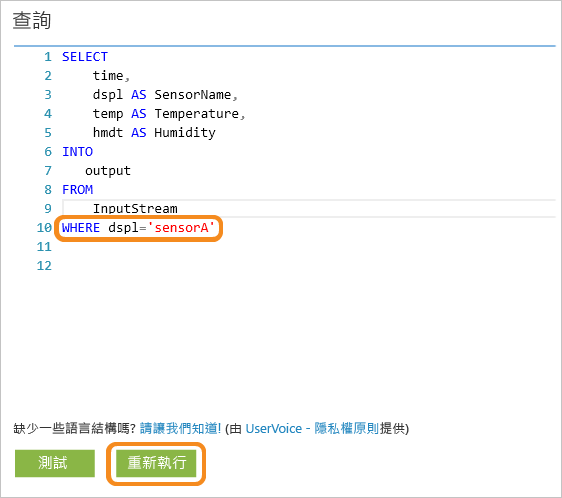 查詢
1 SELECT
2 time,
3 dspl AS SensorName,
4 temp AS Temperature,
5 hmdt AS Humidity
6 INTO
7 output
8 FROM
9 InputStream
10 WHERE dspl='sensorA'
11
12
缺少一些語言結構嗎? 請讓我們知道! (由 UserVoice - 隱私權原則提供)
測試 重新執行